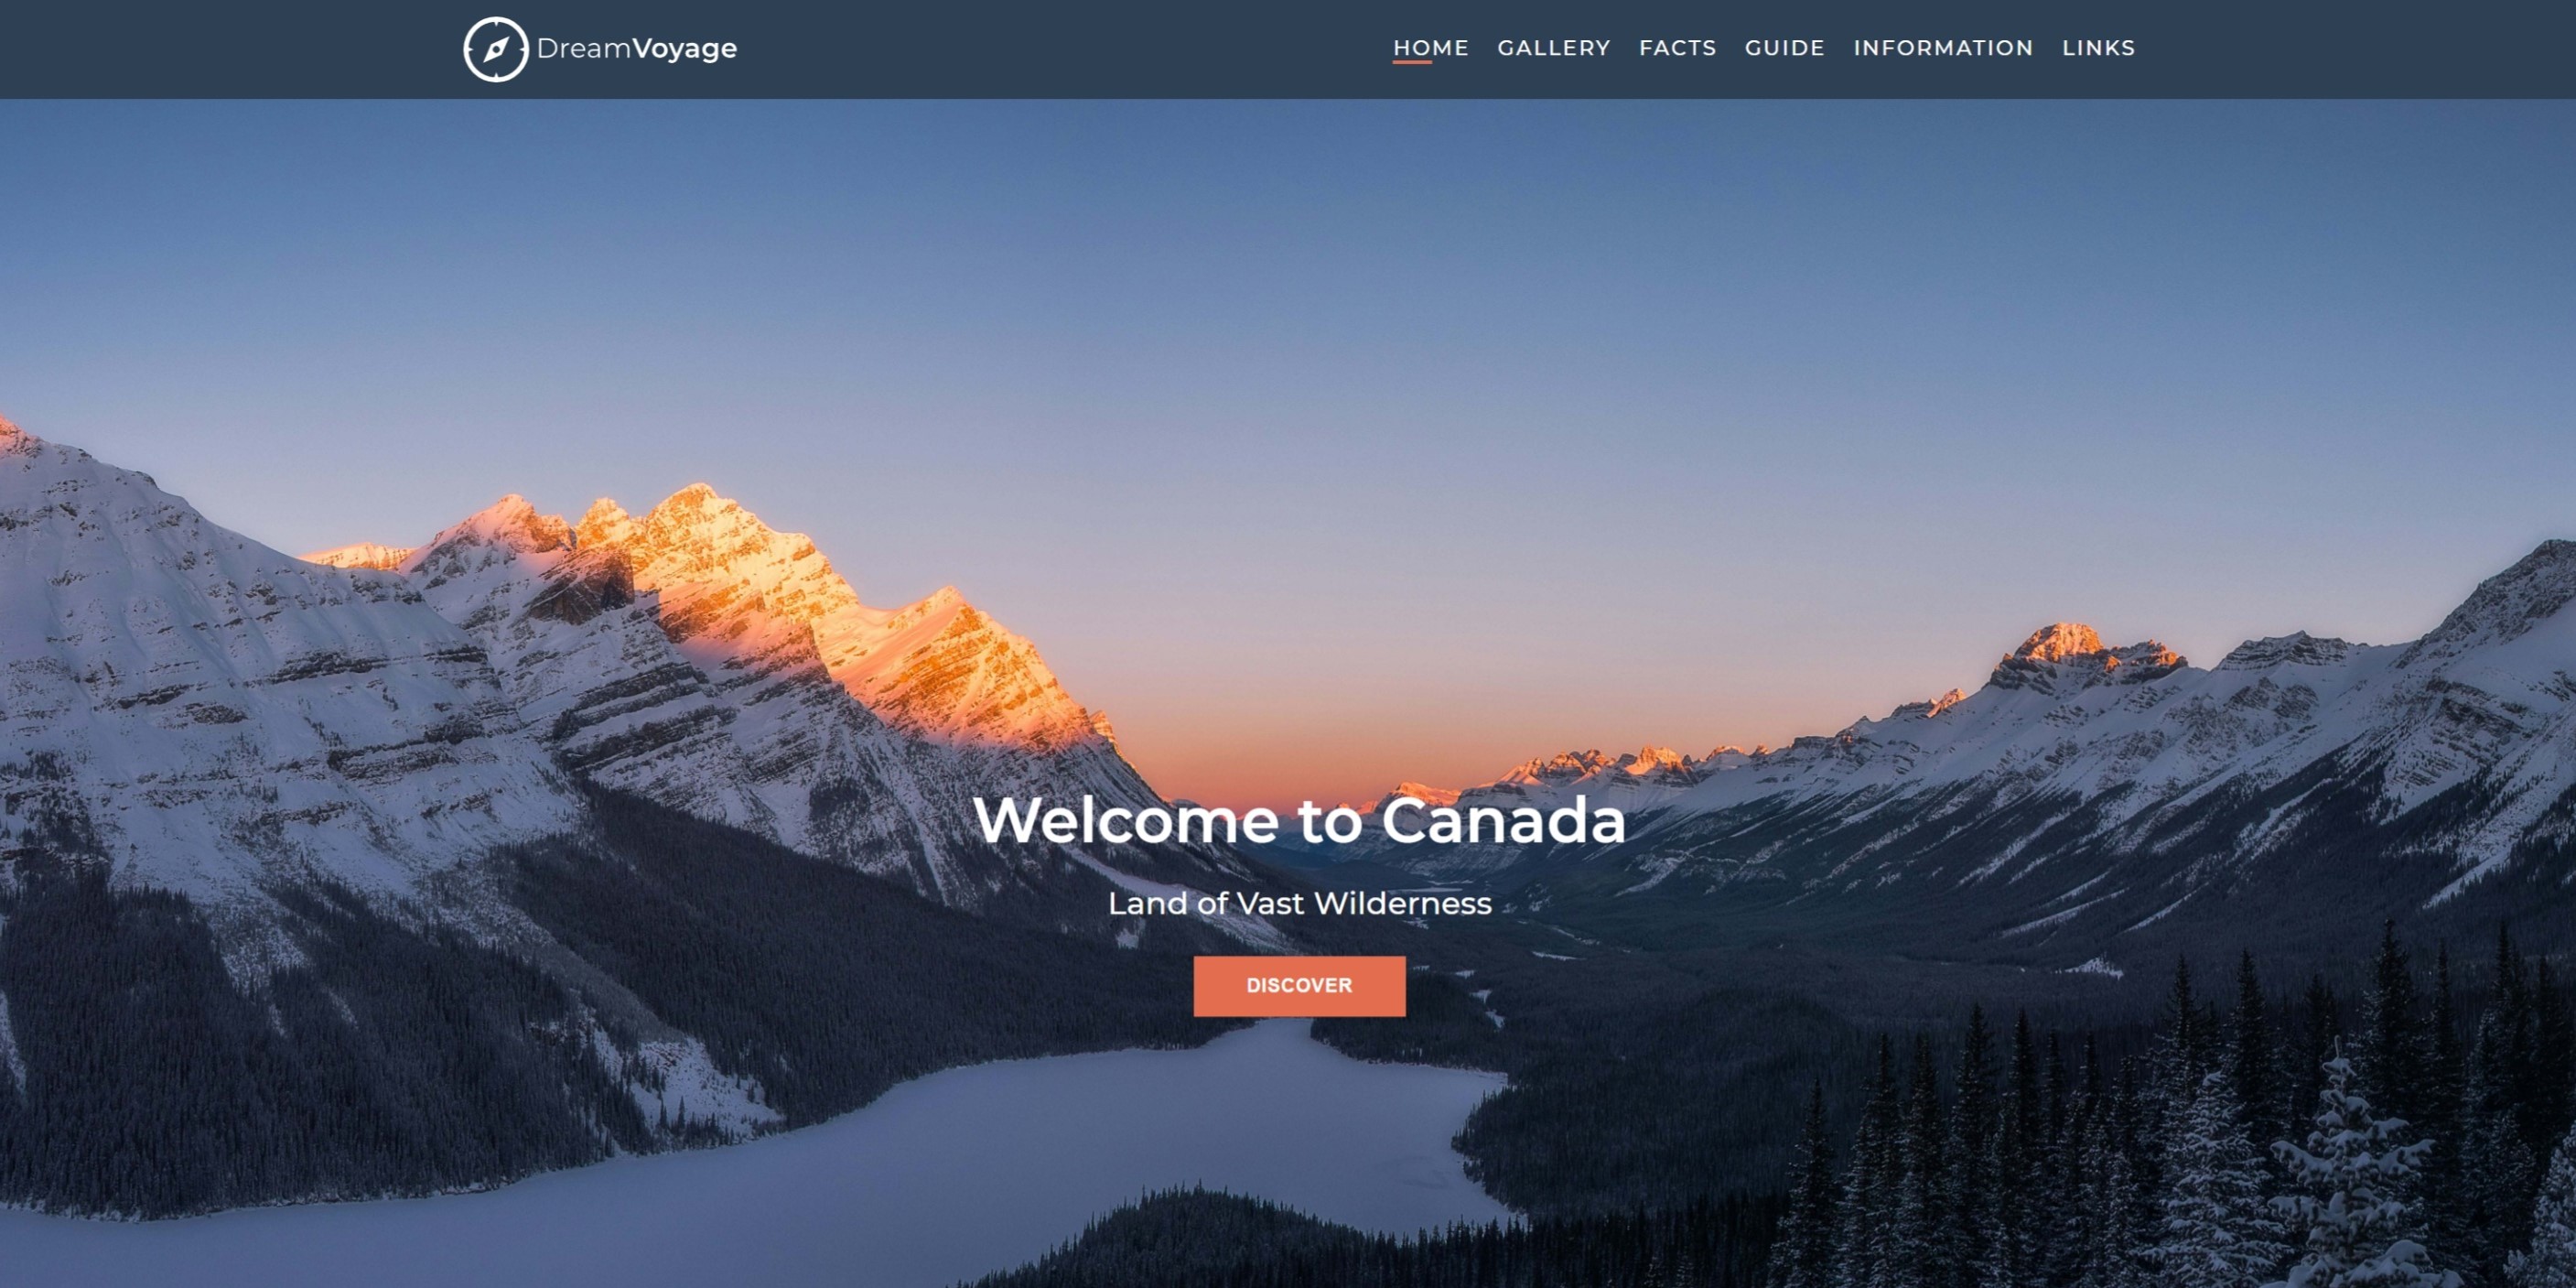 DreamVoyage
HOME GALLERY FACTS GUIDE INFORMATION LINKS
Welcome to Canada
Land of Vast Wilderness
DISCOVER